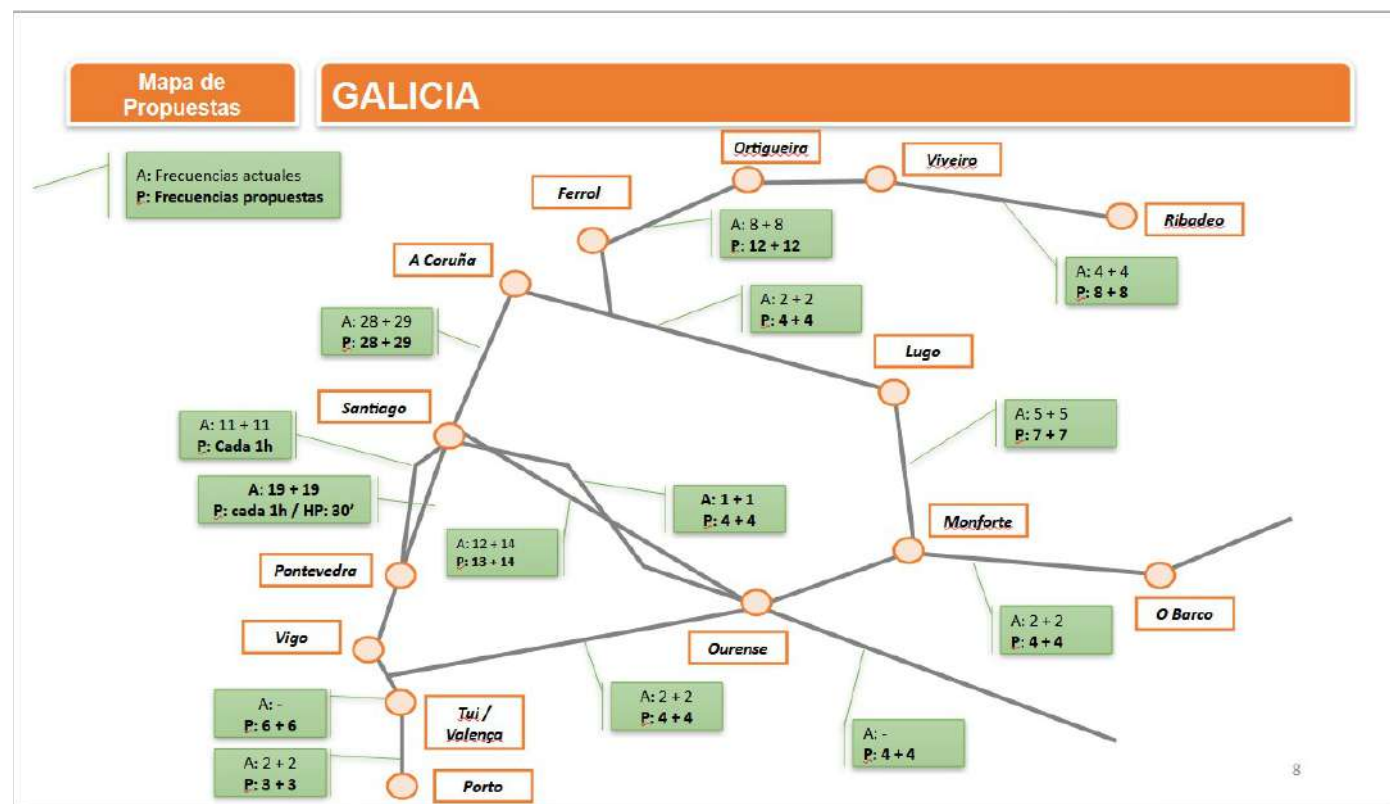 Mapa de
Propuestas
GALICIA
A: Frecuencias actuales
P: Frecuencias propuestas
Ortigueira
Viveiro
Ferrol
Ribadeo
A: 8 + 8
P: 12 + 12
A Coruña
A: 4 + 4
P: 8 + 8
A: 2 + 2
P: 4 + 4
A: 28 + 29
P: 28 + 29
Lugo
Santiago
A: 11 + 11
P: Cada 1h
A: 5 + 5
P: 7 + 7
A: 19 + 19
P: cada 1h / HP: 30’
A: 1 + 1
P: 4 + 4
Monforte
A: 12 + 14
P: 13 + 14
Pontevedra
O Barco
A: 2 + 2
P: 4 + 4
Vigo
Ourense
A: -
P: 6 + 6
Tui /
Valença
A: 2 + 2
P: 4 + 4
A: -
P: 4 + 4
A: 2 + 2
P: 3 + 3
Porto
8